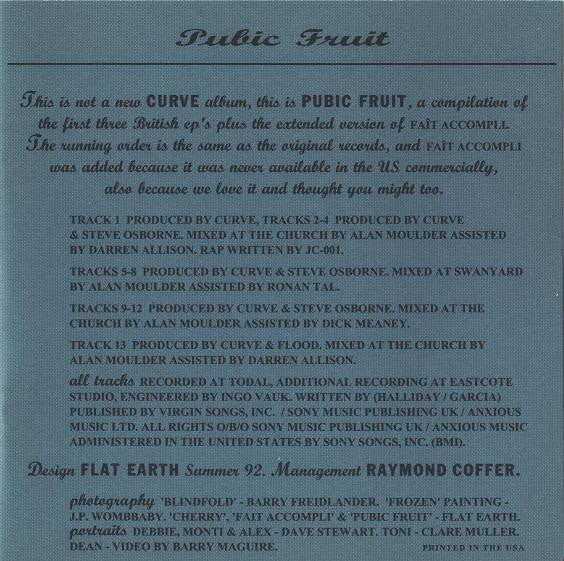 Pubic Fruit
This is not a new CURVE album, this is PUBIC FRUIT, a compilation of
the first three British ep's plus the extended version of FAÎT ACCOMPLI.
The running order is the same as the original records, and FAÎT ACCOMPLI
was added because it was never available in the US commercially,
also because we love it and thought you might too.
TRACK 1 PRODUCED BY CURVE, TRACKS 2-4 PRODUCED BY CURVE
& STEVE OSBORNE. MIXED AT THE CHURCH BY ALAN MOULDER ASSISTED
BY DARREN ALLISON. RAP WRITTEN BY JC-001.
TRACKS 5-8 PRODUCED BY CURVE & STEVE OSBORNE. MIXED AT SWANYARD
BY ALAN MOULDER ASSISTED BY RONAN TAL.
TRACKS 9-12 PRODUCED BY CURVE & STEVE OSBORNE. MIXED AT THE
CHURCH BY ALAN MOULDER ASSISTED BY DICK MEANEY.
TRACK 13 PRODUCED BY CURVE & FLOOD. MIXED AT THE CHURCH BY
ALAN MOULDER ASSISTED BY DARREN ALLISON.
all tracks RECORDED AT TODAL, ADDITIONAL RECORDING AT EASTCOTE
STUDIO, ENGINEERED BY INGO VAUK. WRITTEN BY (HALLIDAY / GARCIA)
PUBLISHED BY VIRGIN SONGS, INC. / SONY MUSIC PUBLISHING UK / ANXIOUS
MUSIC LTD. ALL RIGHTS O/B/O SONY MUSIC PUBLISHING UK / ANXIOUS MUSIC
ADMINISTERED IN THE UNITED STATES BY SONY SONGS, INC. (BMI).
Design FLAT EARTH Summer 92. Management RAYMOND COFFER.
photography 'BLINDFOLD' - BARRY FREIDLANDER. 'FROZEN' PAINTING -
J.P. WOMBBABY. 'CHERRY', 'FAIT ACCOMPLI' & 'PUBIC FRUIT' - FLAT EARTH.
portraits DEBBIE, MONTI & ALEX - DAVE STEWART. TONI - CLARE MULLER.
DEAN - VIDEO BY BARRY MAGUIRE. PRINTED IN THE USA